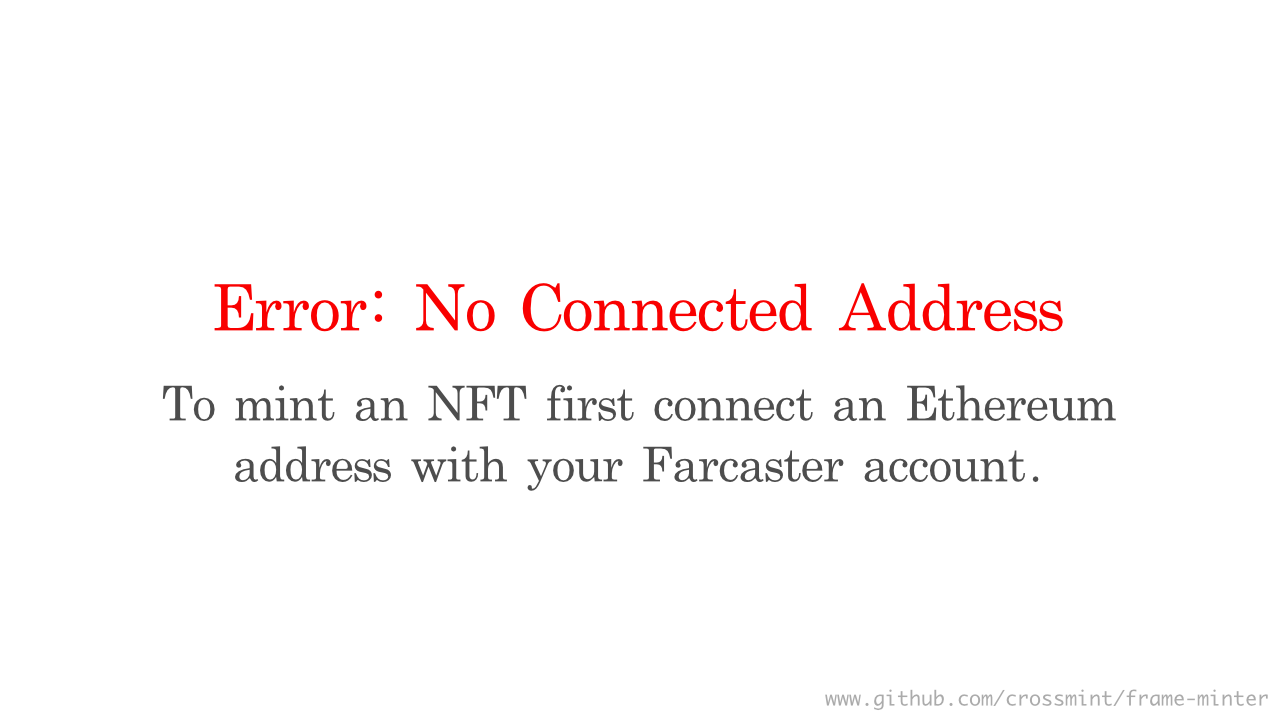 Error: No Connected Address
To mint an NFT first connect an Ethereum
address with your Farcaster account.
www.github.com/crossmint/frame-minter